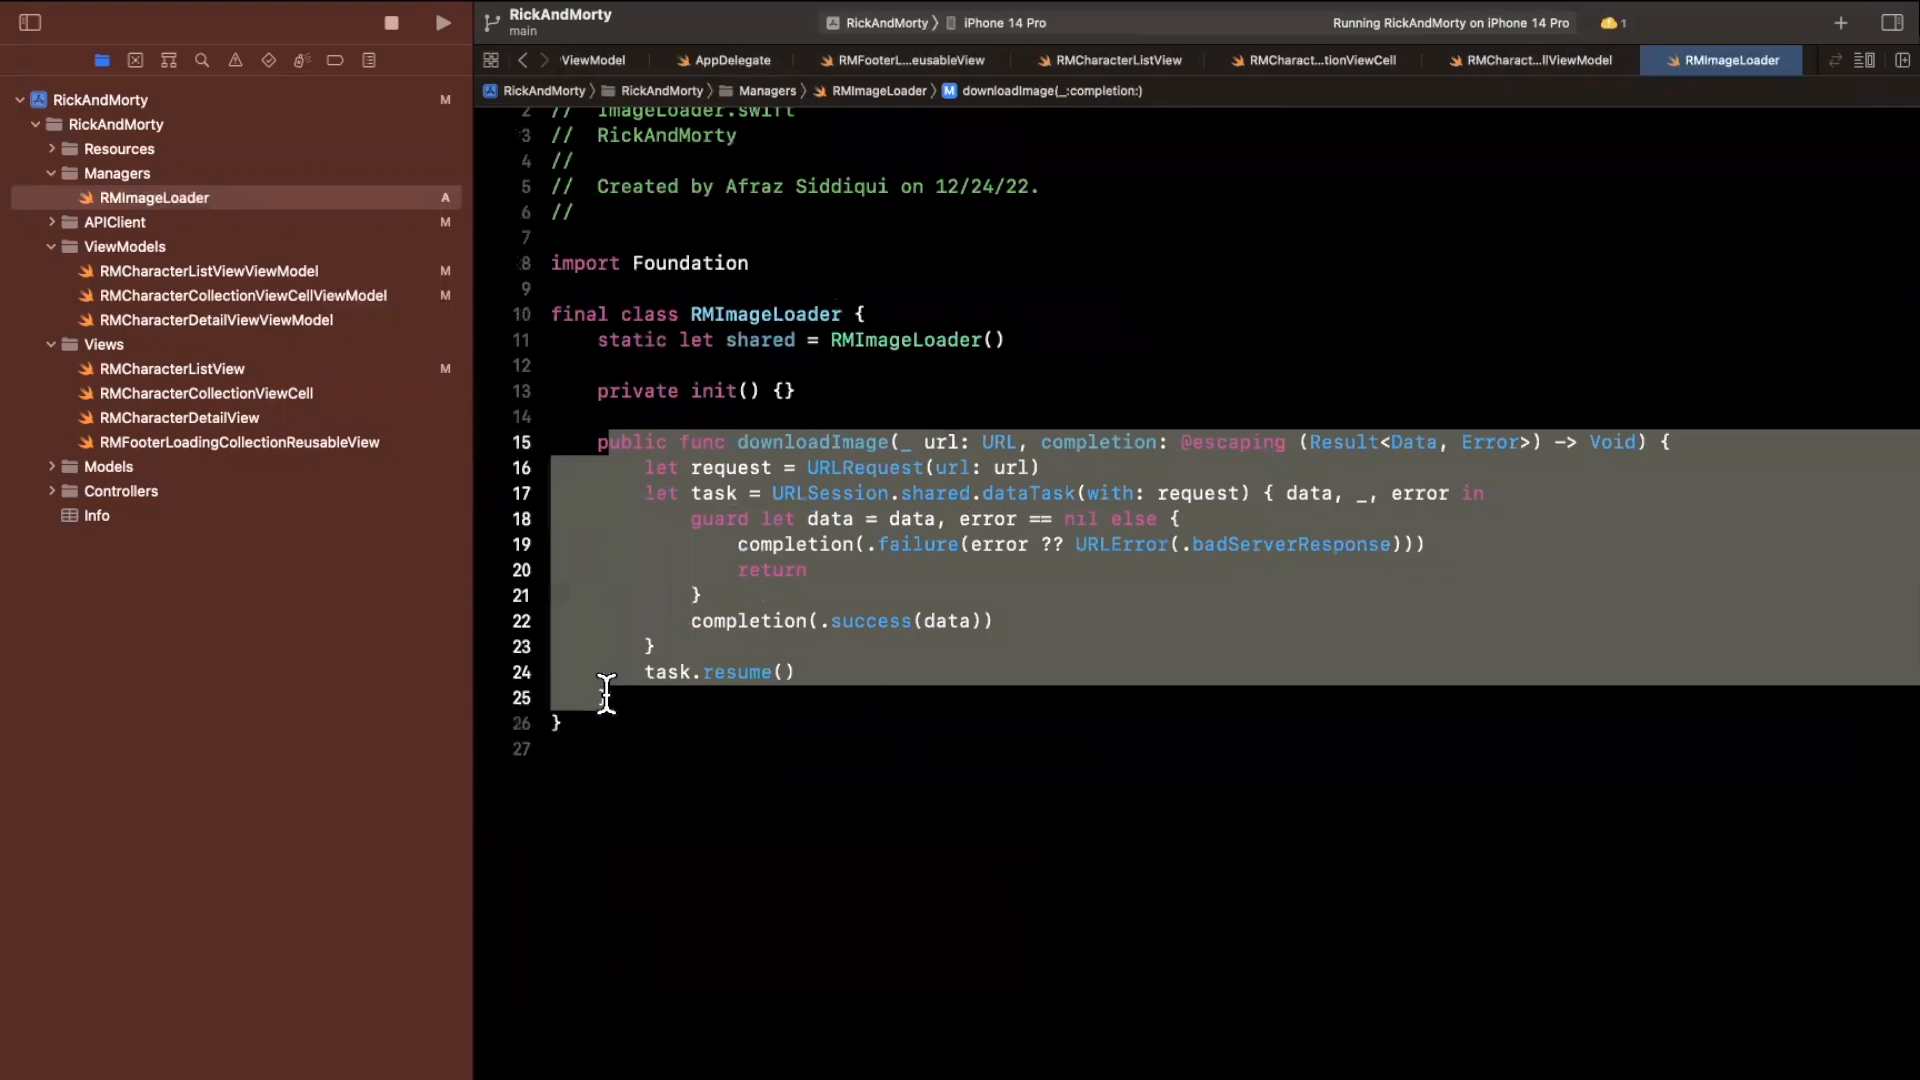 RickAndMorty
main
RickAndMorty
iPhone 14 Pro
Running RickAndMorty on iPhone 14 Pro
1
ViewModel
AppDelegate
RMFooterL...eusableView
RMCharacterListView
RMCharact...tionViewCell
RMCharact...llViewModel
RMImageLoader
RickAndMorty
RickAndMorty
Managers
RMImageLoader
M
downloadImage(_:completion:)
RickAndMorty M
RickAndMorty
Resources
Managers
RMImageLoader A
APIClient M
ViewModels
RMCharacterListViewViewModel M
RMCharacterCollectionViewCellViewModel M
RMCharacterDetailViewViewModel
Views
RMCharacterListView M
RMCharacterCollectionViewCell
RMCharacterDetailView
RMFooterLoadingCollectionReusableView
Models
Controllers
Info
2 // ImageLoader.swift
3 // RickAndMorty
4 //
5 // Created by Afraz Siddiqui on 12/24/22.
6 //
7
8 import Foundation
9
10 final class RMImageLoader {
11 static let shared = RMImageLoader()
12
13 private init() {}
14
15 public func downloadImage(_ url: URL, completion: @escaping (Result<Data, Error>) -> Void) {
16 let request = URLRequest(url: url)
17 let task = URLSession.shared.dataTask(with: request) { data, _, error in
18 guard let data = data, error == nil else {
19 completion(.failure(error ?? URLError(.badServerResponse)))
20 return
21 }
22 completion(.success(data))
23 }
24 task.resume()
25 }
26 }
27